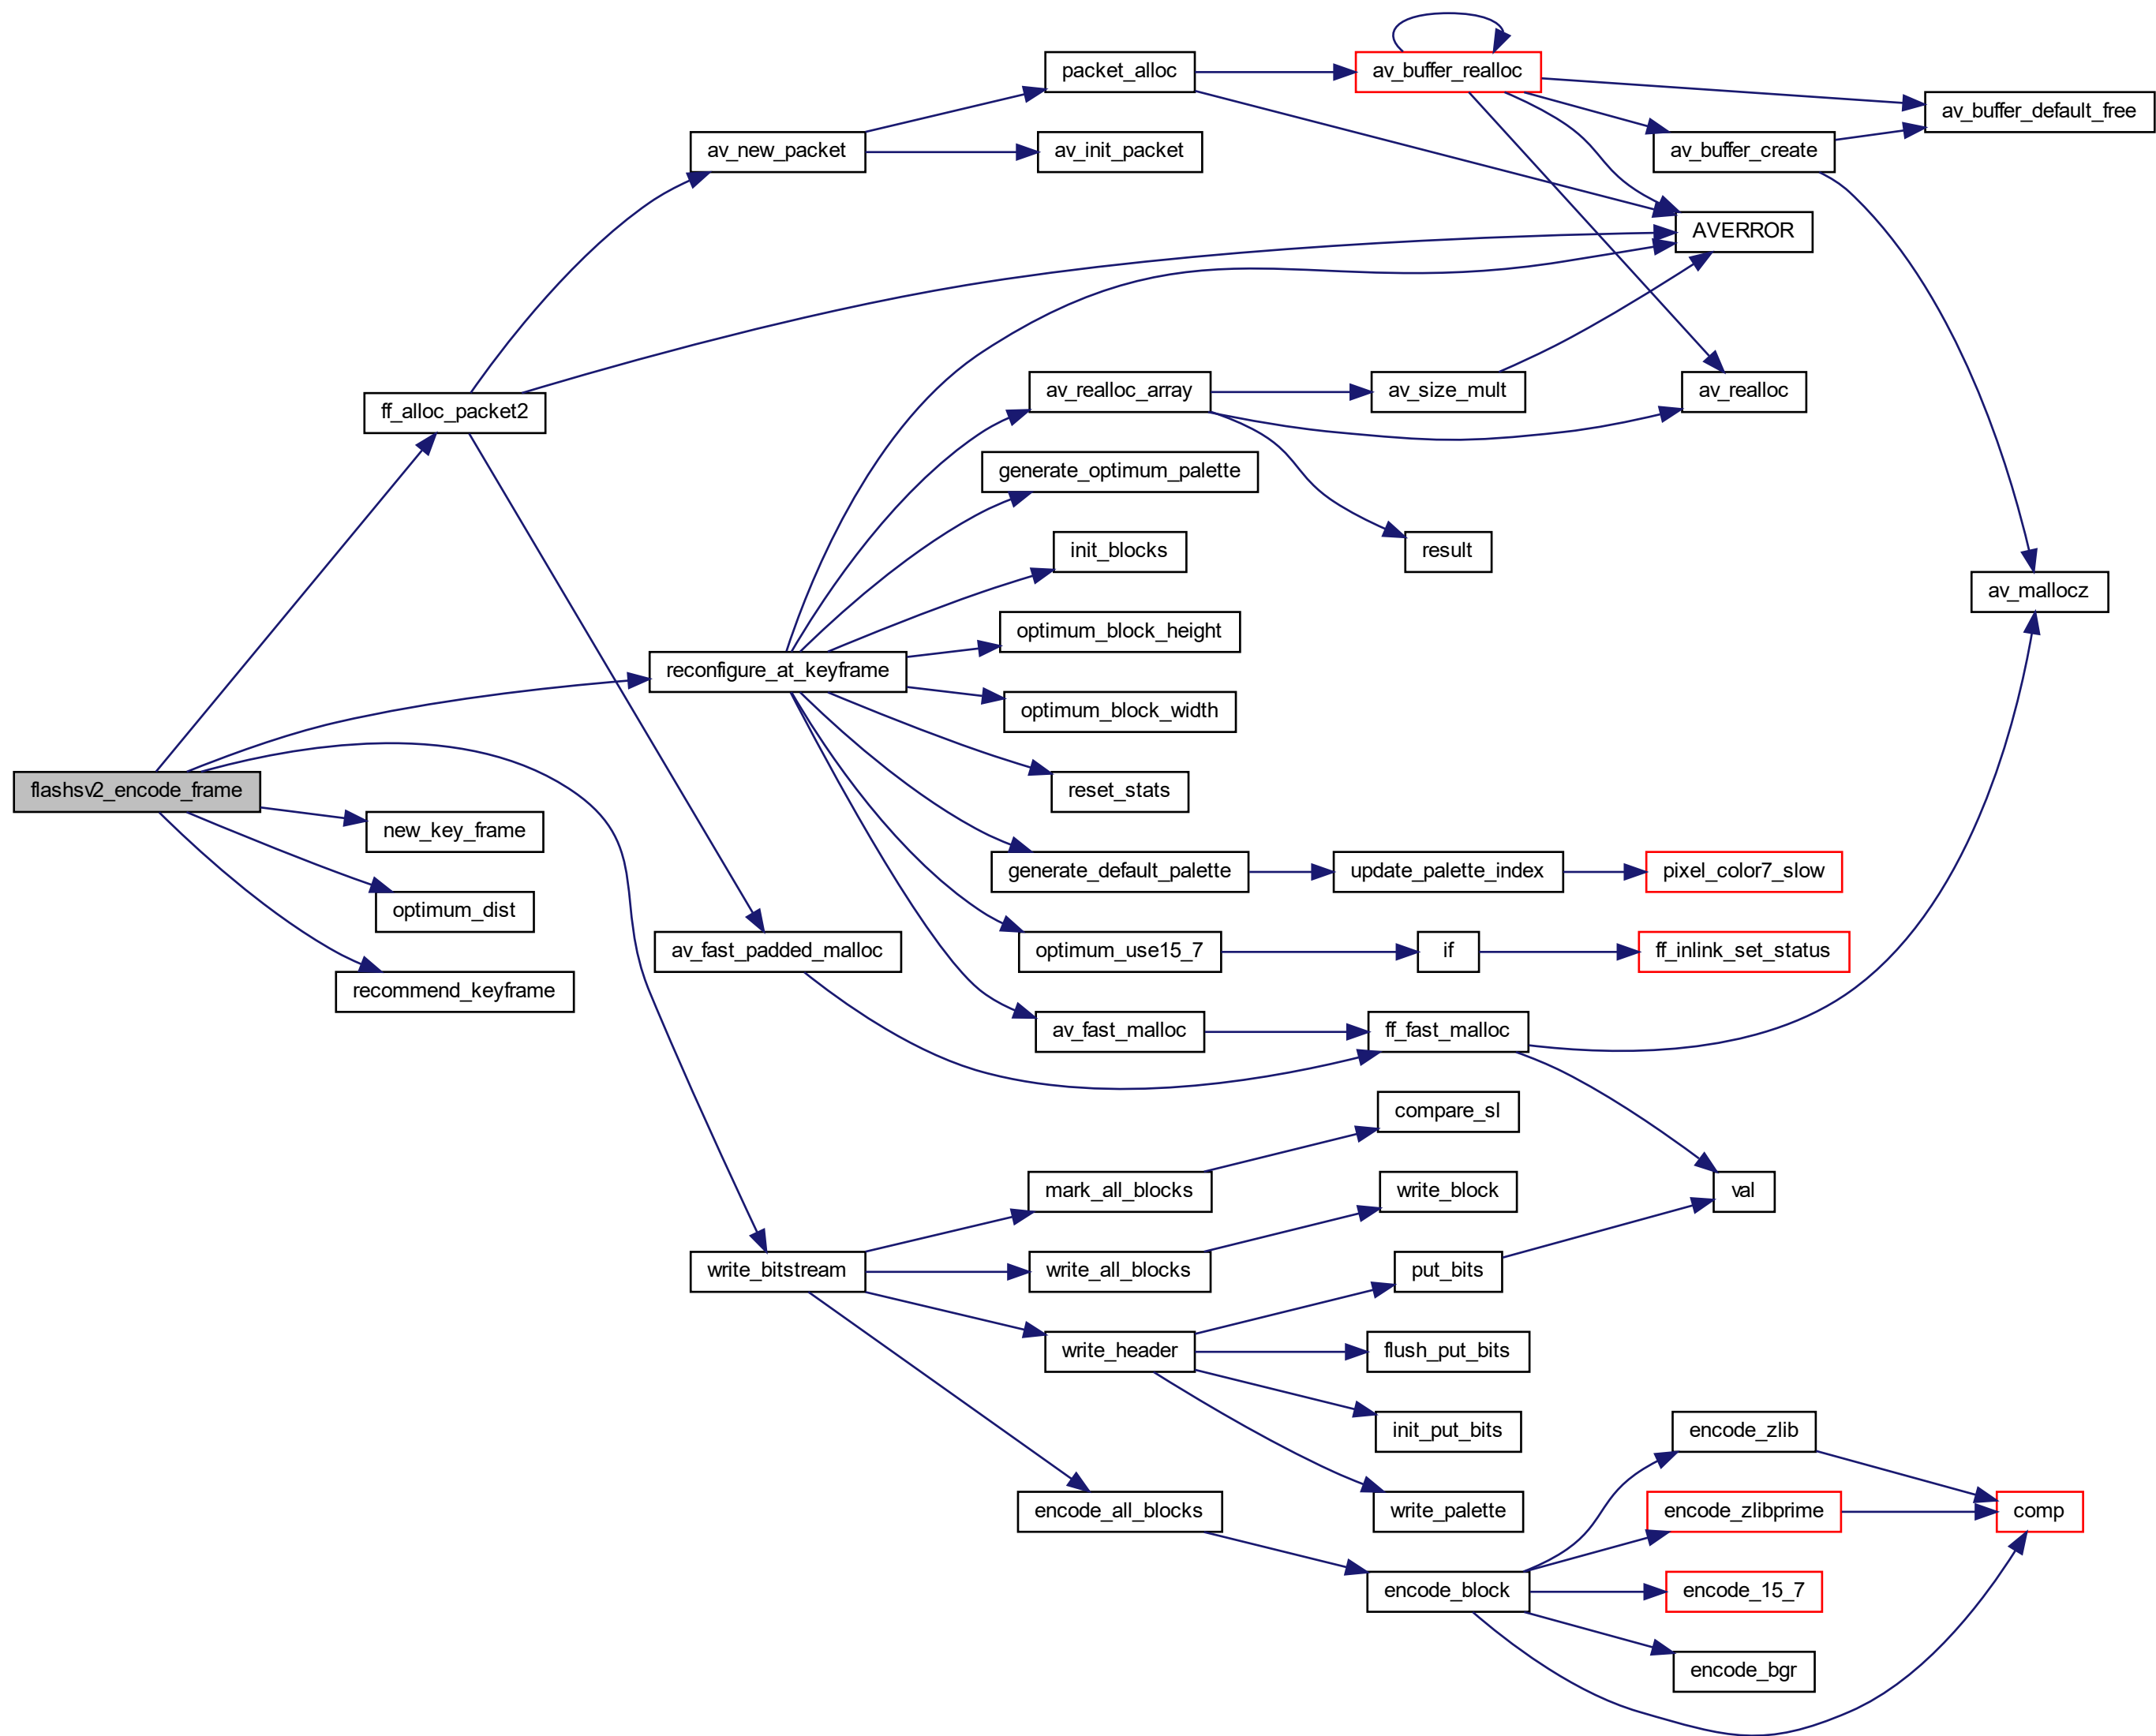 packet_alloc
av_buffer_realloc
av_buffer_default_free
av_new_packet
av_init_packet
av_buffer_create
AVERROR
ff_alloc_packet2
av_realloc_array
av_size_mult
av_realloc
generate_optimum_palette
init_blocks
result
av_mallocz
optimum_block_height
reconfigure_at_keyframe
optimum_block_width
flashsv2_encode_frame
reset_stats
new_key_frame
generate_default_palette
update_palette_index
pixel_color7_slow
optimum_dist
av_fast_padded_malloc
optimum_use15_7
if
ff_inlink_set_status
recommend_keyframe
av_fast_malloc
ff_fast_malloc
compare_sl
mark_all_blocks
write_block
val
write_bitstream
write_all_blocks
put_bits
write_header
flush_put_bits
init_put_bits
encode_zlib
encode_all_blocks
write_palette
encode_zlibprime
comp
encode_block
encode_15_7
encode_bgr